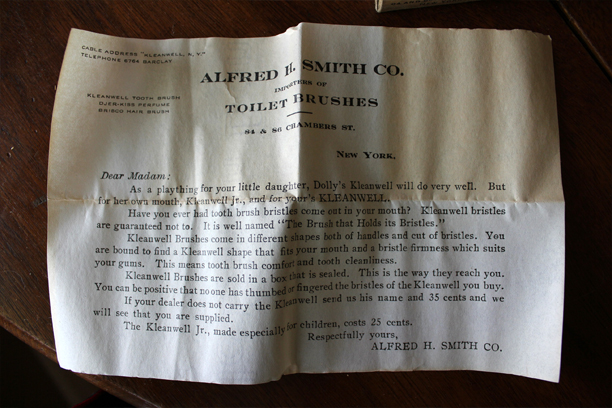 CABLE ADDRESS "KLEANWELL, N. Y."
TELEPHONE 6764 BARCLAY
KLEANWELL TOOTH BRUSH
DJER-KISS PERFUME
BRISCO HAIR BRUSH
ALFRED H. SMITH CO.
IMPORTERS OF
TOILET BRUSHES
84 & 86 CHAMBERS ST.
NEW YORK.
Dear Madam:
As a plaything for your little daughter, Dolly's Kleanwell will do very well. But
for her own mouth, Kleanwell Jr., and for your's KLEANWELL.
Have you ever had tooth brush bristles come out in your mouth? Kleanwell bristles
are guaranteed not to. It is well named "The Brush that Holds its Bristles."
Kleanwell Brushes come in different shapes both of handles and cut of bristles. You
are bound to find a Kleanwell shape that fits your mouth and a bristle firmness which suits
your gums. This means tooth brush comfort and tooth cleanliness.
Kleanwell Brushes are sold in a box that is sealed. This is the way they reach you.
You can be positive that no one has thumbed or fingered the bristles of the Kleanwell you buy.
If your dealer does not carry the Kleanwell send us his name and 35 cents and we
will see that you are supplied.
The Kleanwell Jr., made especially for children, costs 25 cents.
Respectfully yours,
ALFRED H. SMITH CO.